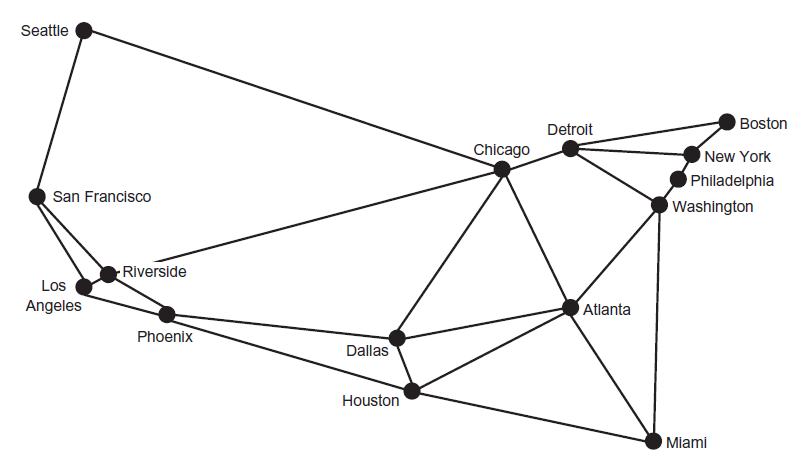 Seattle
Boston
Detroit
Chicago
New York
Philadelphia
San Francisco
Washington
Riverside
Los
Angeles
Atlanta
Phoenix
Dallas
Houston
Miami